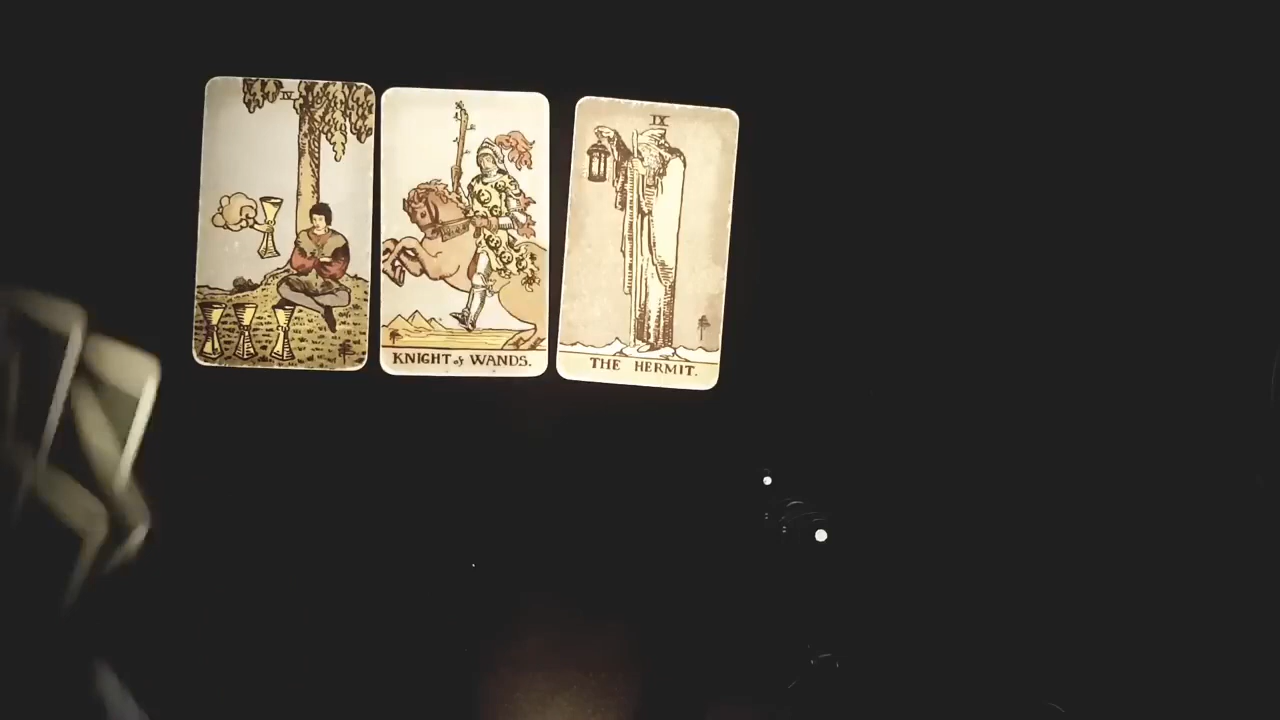 IV
KNIGHT of WANDS.
IX
THE HERMIT.